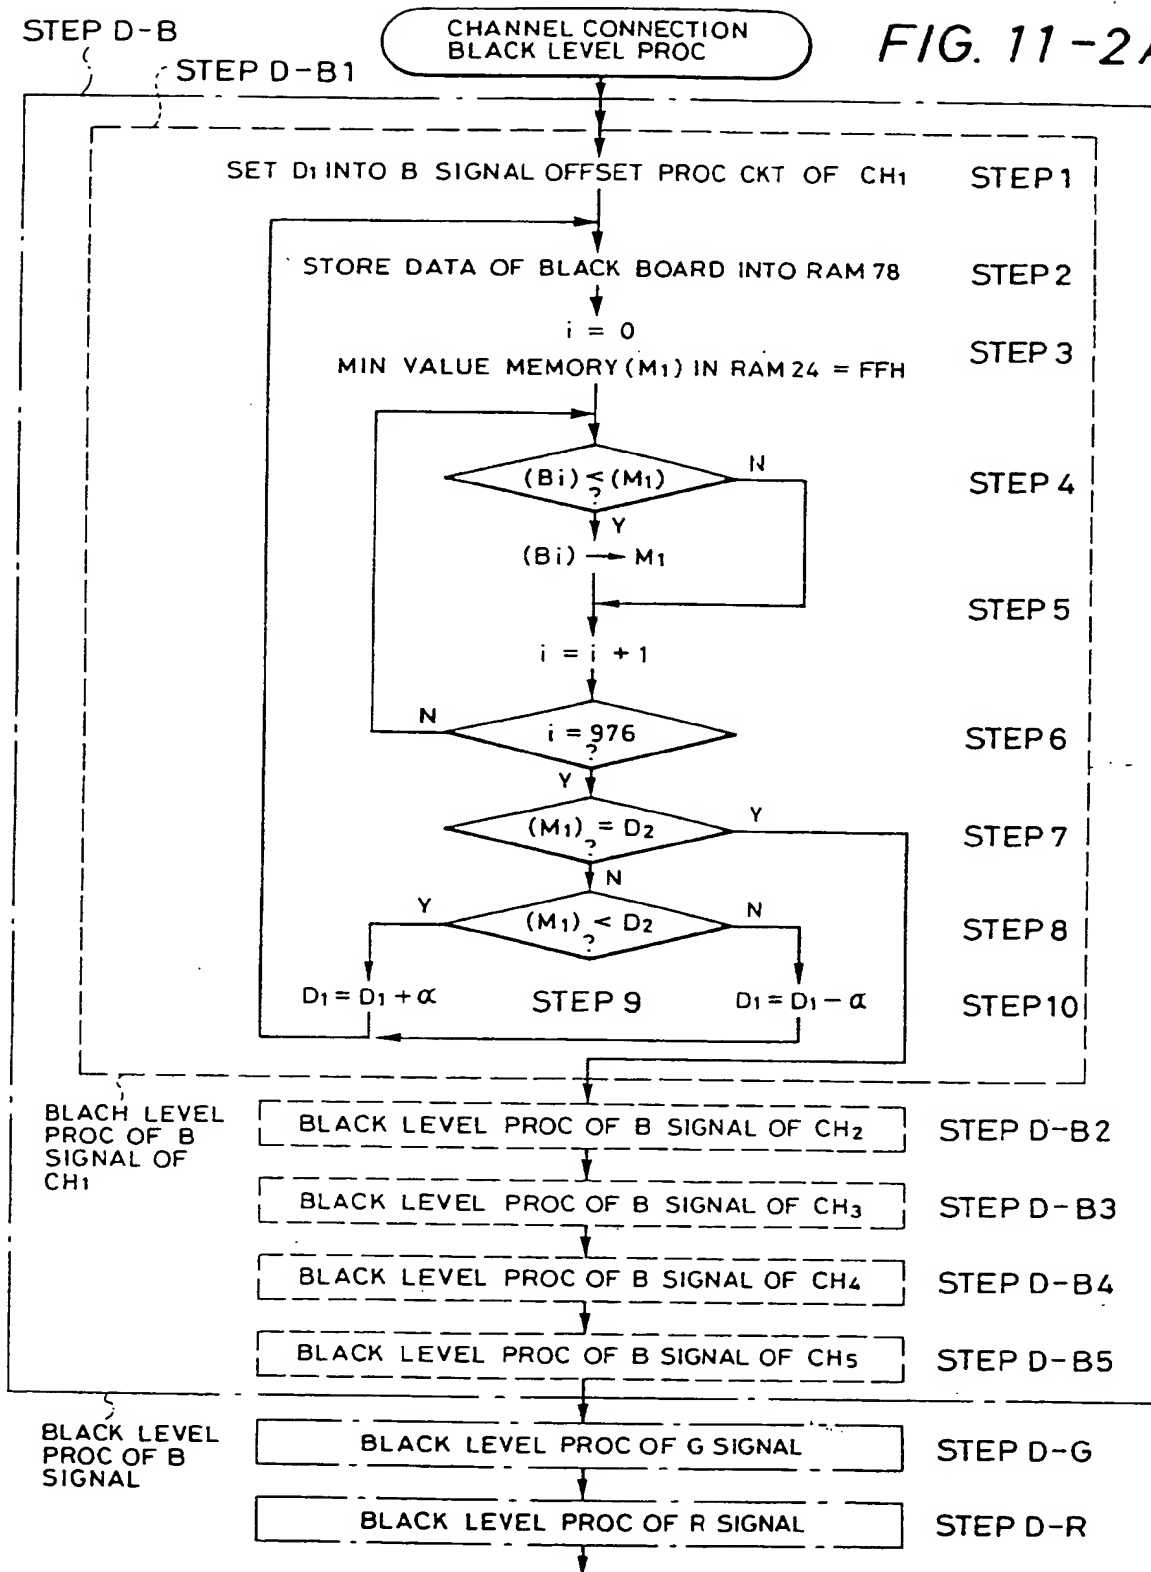 STEP D-B
CHANNEL CONNECTION
BLACK LEVEL PROC
FIG. 11-2A
STEP D-B1
SET D1 INTO B SIGNAL OFFSET PROC CKT OF CH1
STEP 1
STORE DATA OF BLACK BOARD INTO RAM 78
STEP 2
i = 0
MIN VALUE MEMORY (M1) IN RAM 24 = FFH
STEP 3
(Bi) < (M1)
?
N
STEP 4
Y
(Bi) → M1
STEP 5
i = i + 1
N
i = 976
?
STEP 6
Y
(M1) = D2
?
Y
STEP 7
N
Y
(M1) < D2
?
N
STEP 8
D1 = D1 + α
STEP 9
D1 = D1 - α
STEP 10
BLACH LEVEL
PROC OF B
SIGNAL OF
CH1
BLACK LEVEL PROC OF B SIGNAL OF CH2
STEP D-B2
BLACK LEVEL PROC OF B SIGNAL OF CH3
STEP D-B3
BLACK LEVEL PROC OF B SIGNAL OF CH4
STEP D-B4
BLACK LEVEL PROC OF B SIGNAL OF CH5
STEP D-B5
BLACK LEVEL
PROC OF B
SIGNAL
BLACK LEVEL PROC OF G SIGNAL
STEP D-G
BLACK LEVEL PROC OF R SIGNAL
STEP D-R